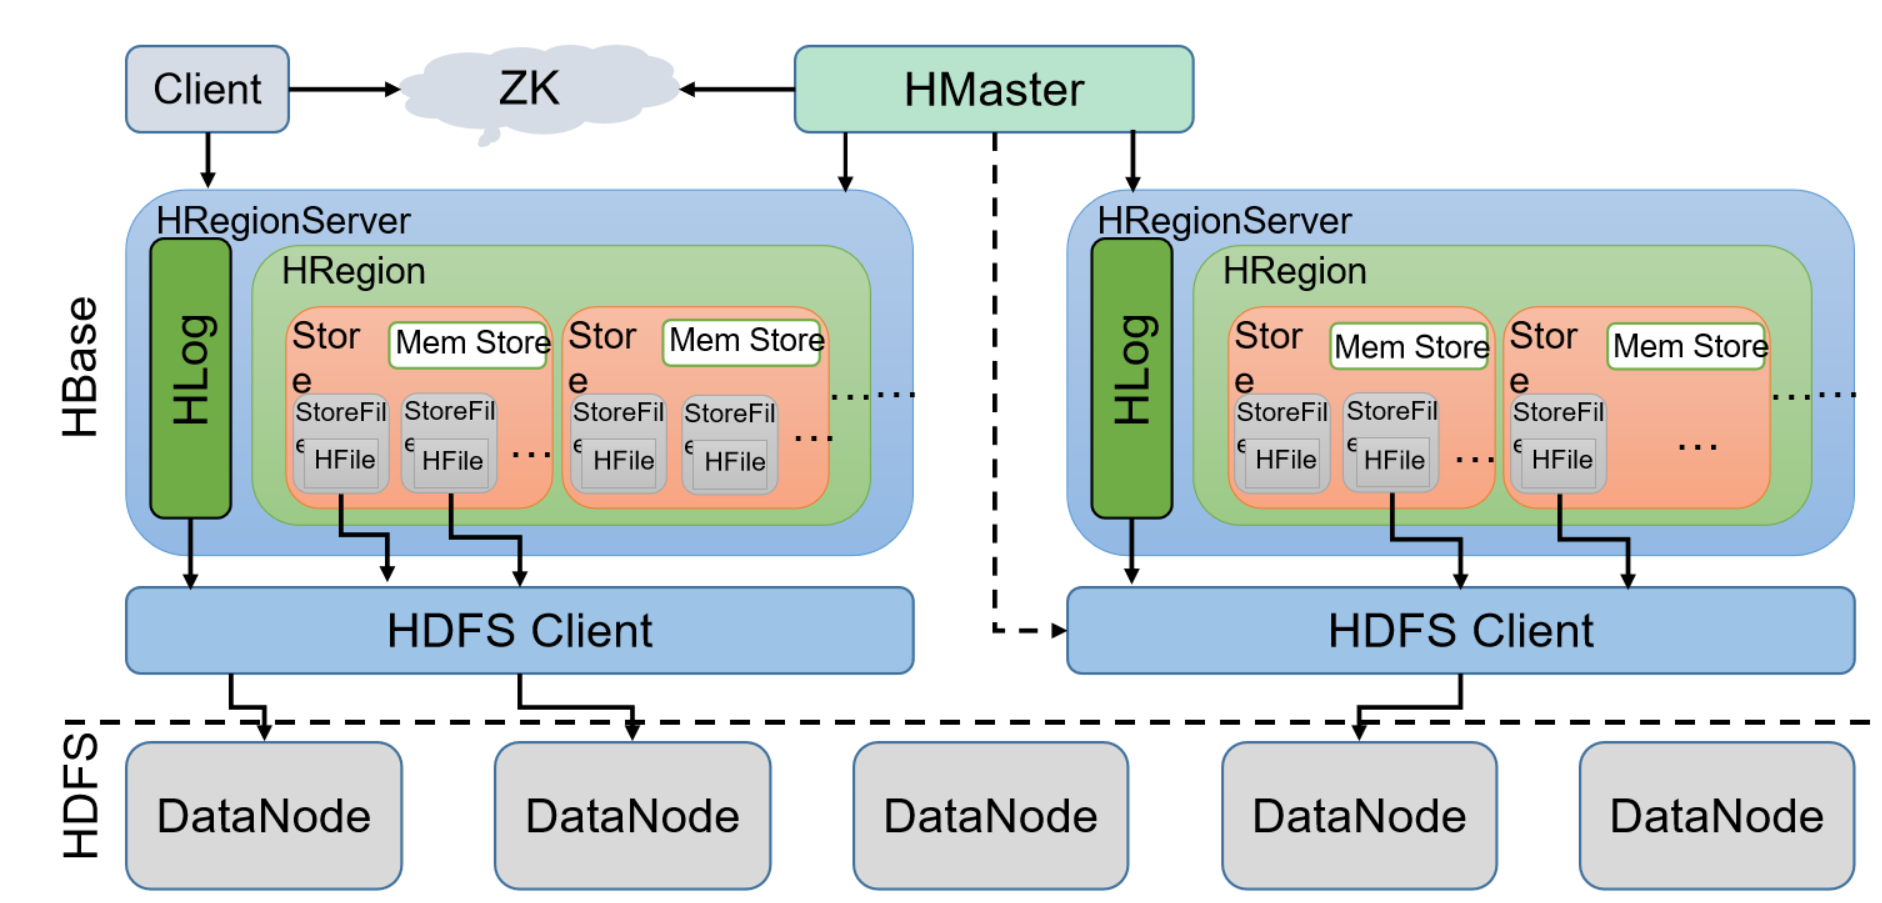 Client
ZK
HMaster
HBase
HRegionServer
HLog
HRegion
Stor
e
Mem Store
StoreFil
e
HFile
StoreFil
e
HFile
...
Stor
e
Mem Store
StoreFil
e
HFile
StoreFil
e
HFile
...
......
HRegionServer
HLog
HRegion
Stor
e
Mem Store
StoreFil
e
HFile
StoreFil
e
HFile
...
Stor
e
Mem Store
StoreFil
e
HFile
...
......
HDFS Client
HDFS Client
HDFS
DataNode
DataNode
DataNode
DataNode
DataNode